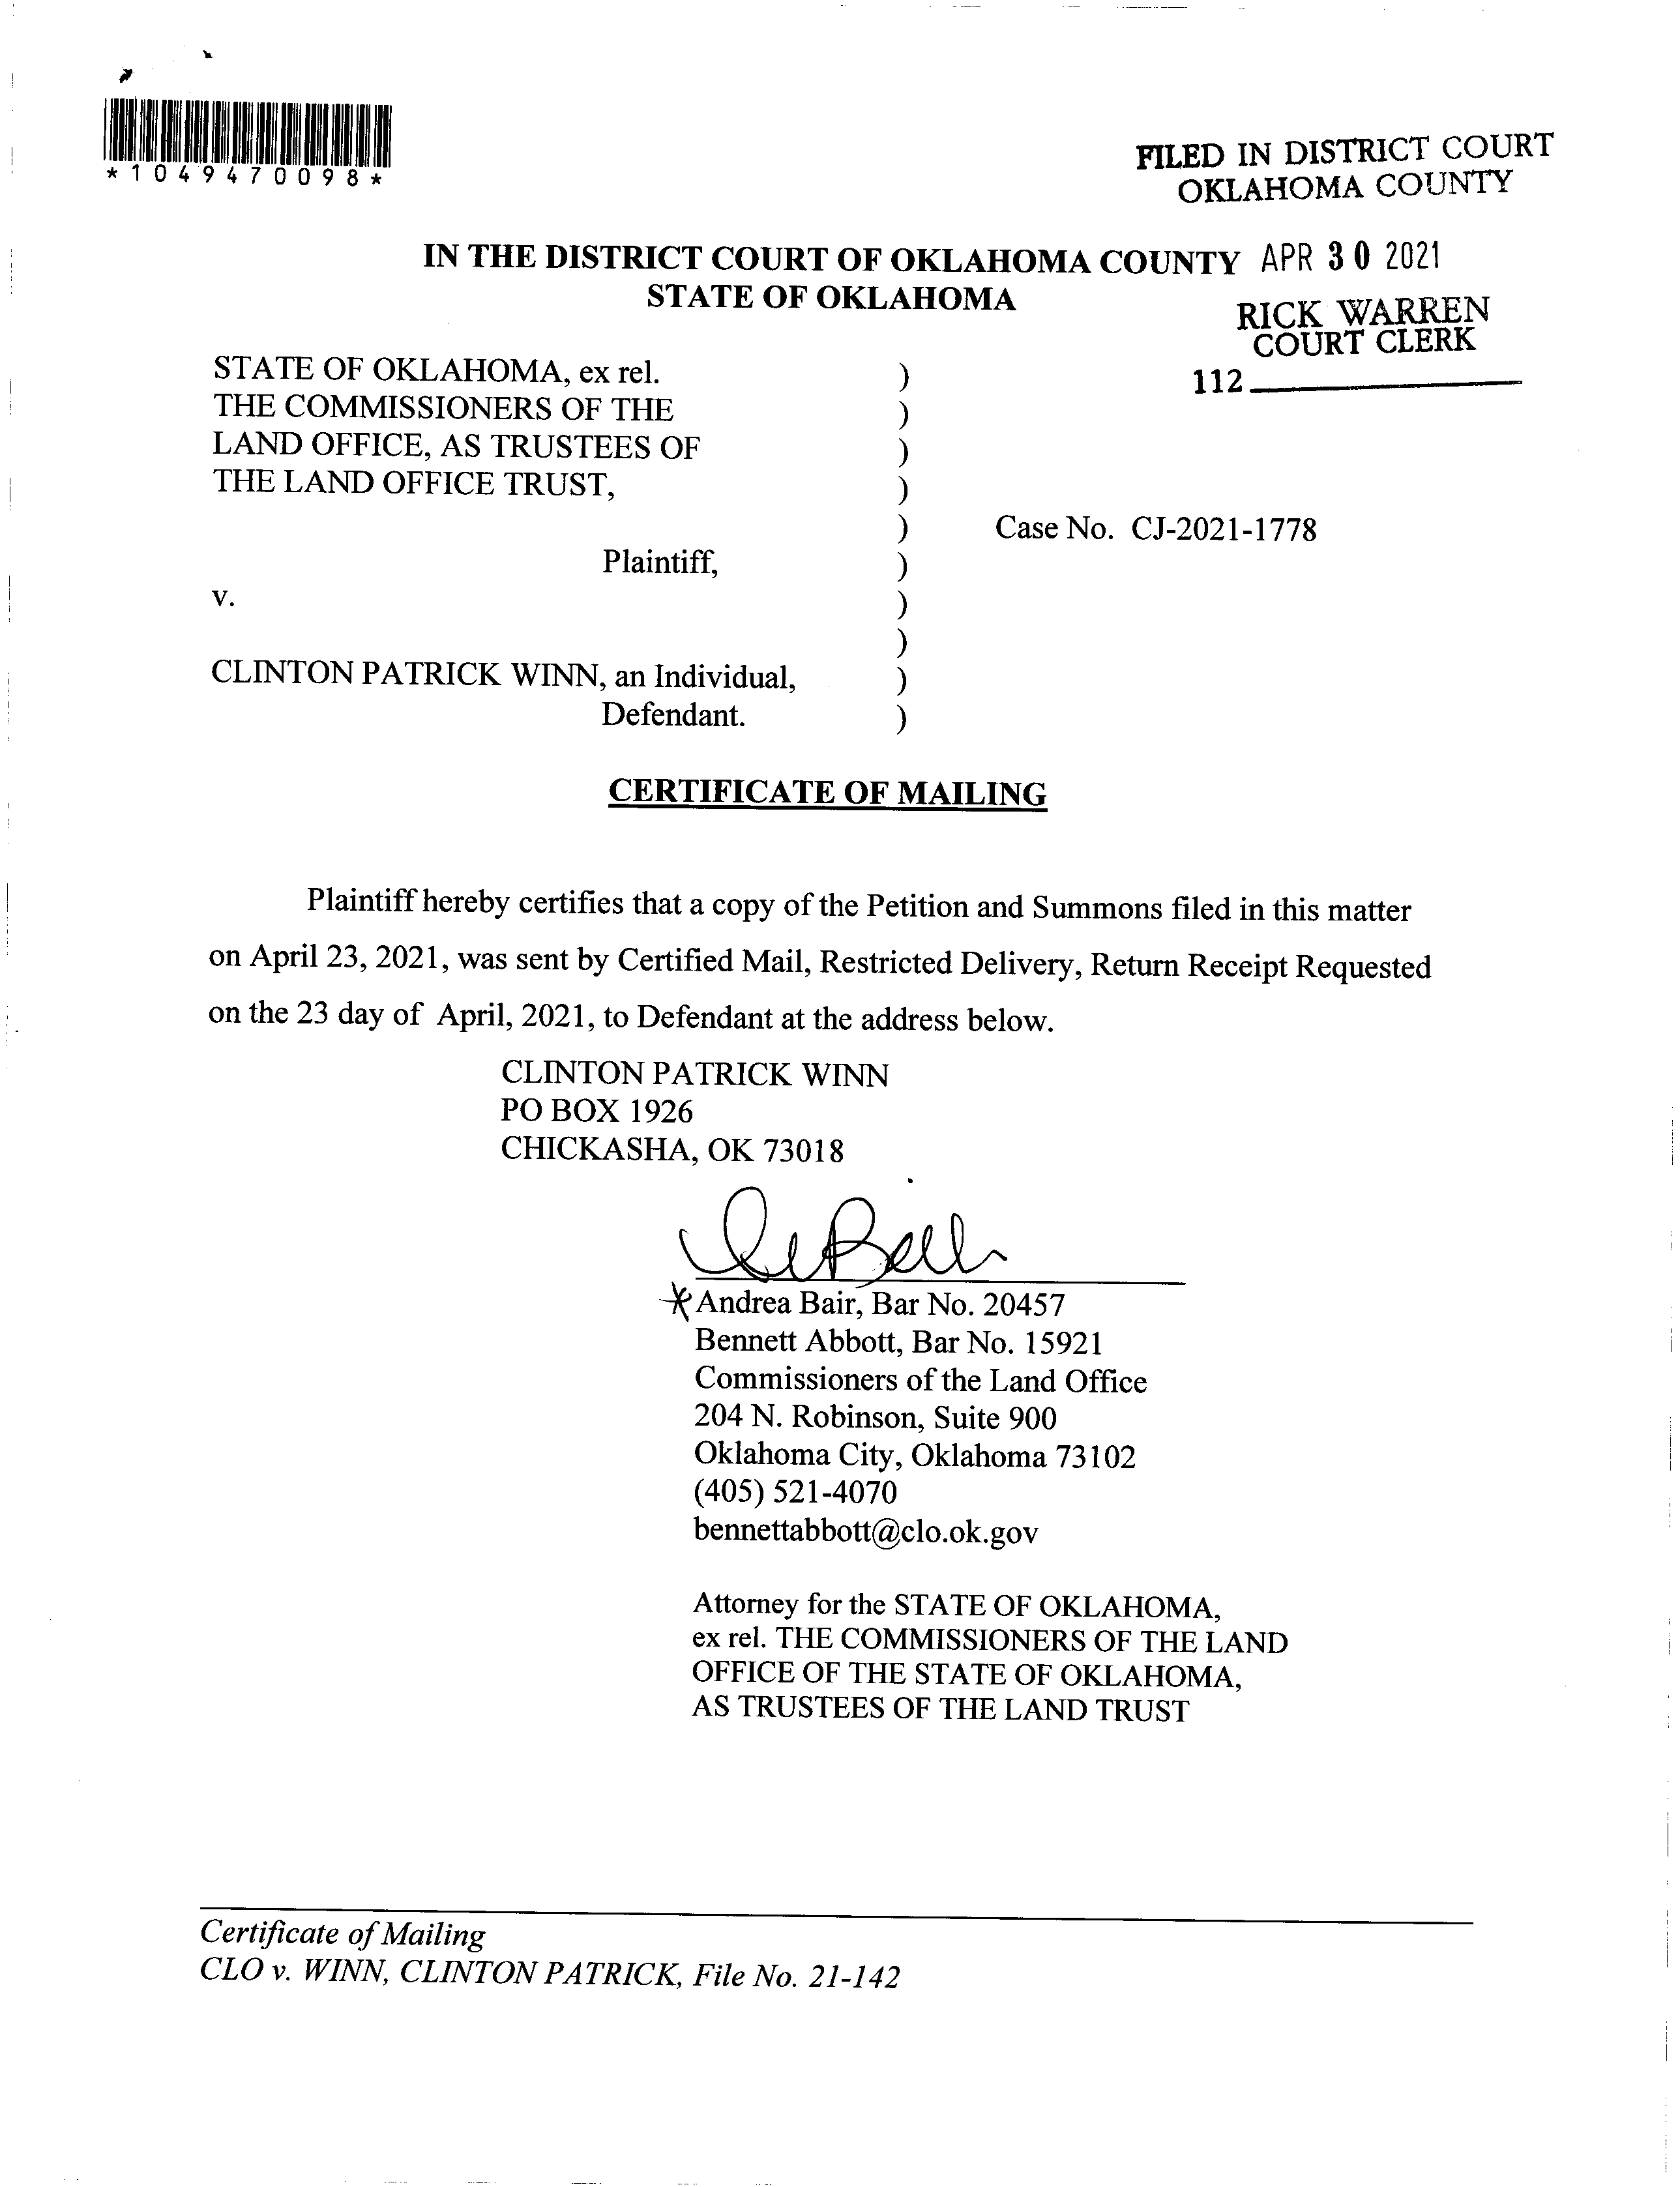 *1049470098*
FILED IN DISTRICT COURT
OKLAHOMA COUNTY
IN THE DISTRICT COURT OF OKLAHOMA COUNTY APR 30 2021
STATE OF OKLAHOMA
RICK WARREN
COURT CLERK
112
STATE OF OKLAHOMA, ex rel. )
THE COMMISSIONERS OF THE )
LAND OFFICE, AS TRUSTEES OF )
THE LAND OFFICE TRUST, )
) Case No. CJ-2021-1778
Plaintiff, )
v. )
)
CLINTON PATRICK WINN, an Individual, )
Defendant. )
CERTIFICATE OF MAILING
Plaintiff hereby certifies that a copy of the Petition and Summons filed in this matter
on April 23, 2021, was sent by Certified Mail, Restricted Delivery, Return Receipt Requested
on the 23 day of April, 2021, to Defendant at the address below.
CLINTON PATRICK WINN
PO BOX 1926
CHICKASHA, OK 73018
Andrea Bair, Bar No. 20457
Bennett Abbott, Bar No. 15921
Commissioners of the Land Office
204 N. Robinson, Suite 900
Oklahoma City, Oklahoma 73102
(405) 521-4070
bennettabbott@clo.ok.gov
Attorney for the STATE OF OKLAHOMA,
ex rel. THE COMMISSIONERS OF THE LAND
OFFICE OF THE STATE OF OKLAHOMA,
AS TRUSTEES OF THE LAND TRUST
Certificate of Mailing
CLO v. WINN, CLINTON PATRICK, File No. 21-142